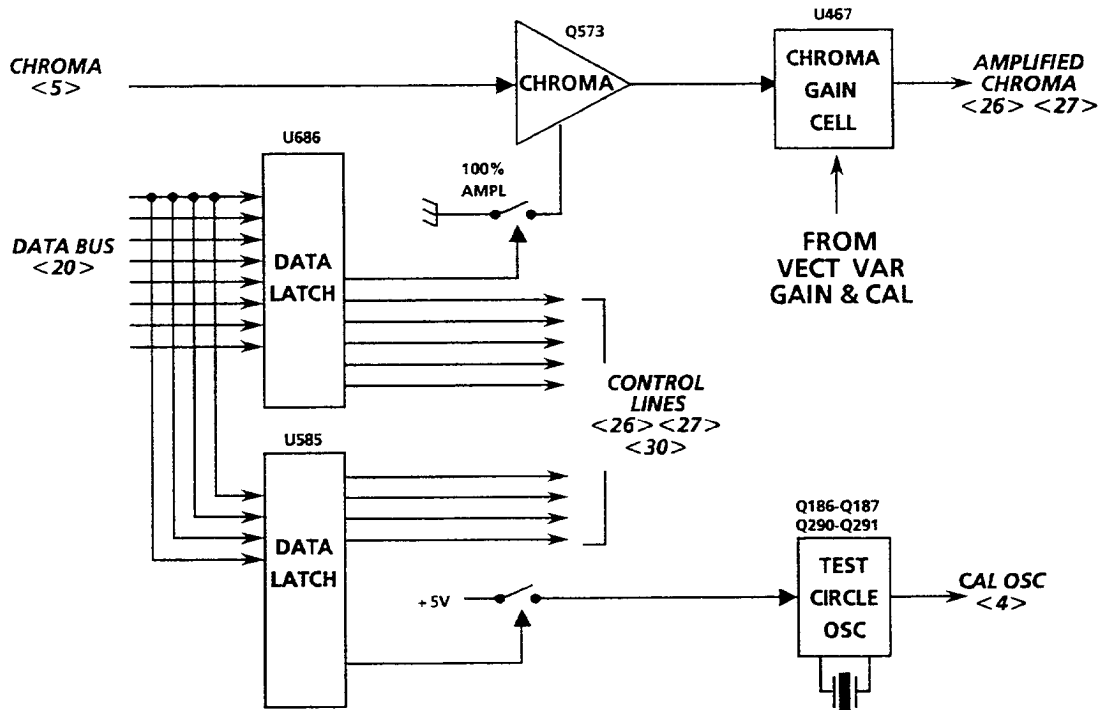 Q573
U467
CHROMA
<5>
CHROMA
CHROMA
GAIN
CELL
AMPLIFIED
CHROMA
<26> <27>
U686
100%
AMPL
DATA BUS
<20>
DATA
LATCH
FROM
VECT VAR
GAIN & CAL
CONTROL
LINES
<26><27>
<30>
U585
DATA
LATCH
+5V
Q186-Q187
Q290-Q291
TEST
CIRCLE
OSC
CAL OSC
<4>